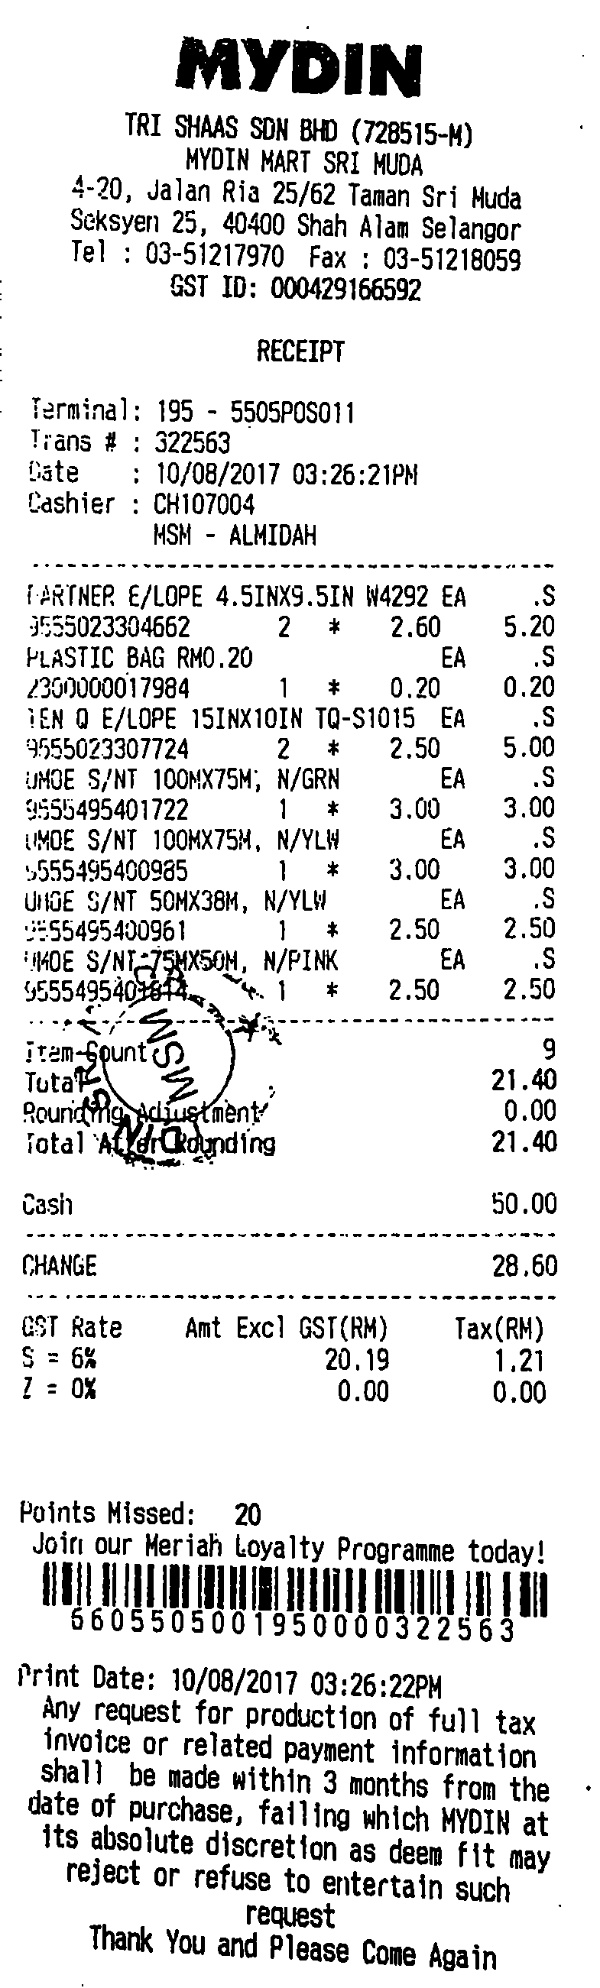 MYDIN
TRI SHAAS SDN BHD (728515-M)
MYDIN MART SRI MUDA
4-20, Jalan Ria 25/62 Taman Sri Muda
Seksyen 25, 40400 Shah Alam Selangor
Tel : 03-51217970 Fax : 03-51218059
GST ID: 000429166592
RECEIPT
Terminal: 195 - 5505POS011
Trans # : 322563
Date : 10/08/2017 03:26:21PM
Cashier : CH107004
MSM - ALMIDAH
PARTNER E/LOPE 4.5INX9.5IN W4292 EA .S
9555023304662 2 * 2.60 5.20
PLASTIC BAG RM0.20 EA .S
2300000017984 1 * 0.20 0.20
TEN Q E/LOPE 15INX10IN TQ-S1015 EA .S
9555023307724 2 * 2.50 5.00
UMOE S/NT 100MX75M, N/GRN EA .S
9555495401722 1 * 3.00 3.00
UMOE S/NT 100MX75M, N/YLW EA .S
9555495400985 1 * 3.00 3.00
UMOE S/NT 50MX38M, N/YLW EA .S
9555495400961 1 * 2.50 2.50
UMOE S/NT 75MX50M, N/PINK EA .S
1 * 2.50 2.50
Item Count 9
Total 21.40
Rounding Adjustment 0.00
Total After Rounding 21.40
Cash 50.00
CHANGE 28.60
GST Rate Amt Excl GST(RM) Tax(RM)
S = 6% 20.19 1.21
Z = 0% 0.00 0.00
Points Missed: 20
Join our Meriah Loyalty Programme today!
66055050019500003​22563
Print Date: 10/08/2017 03:26:22PM
Any request for production of full tax
invoice or related payment information
shall be made within 3 months from the
date of purchase, failing which MYDIN at
its absolute discretion as deem fit may
reject or refuse to entertain such
request
Thank You and Please Come Again